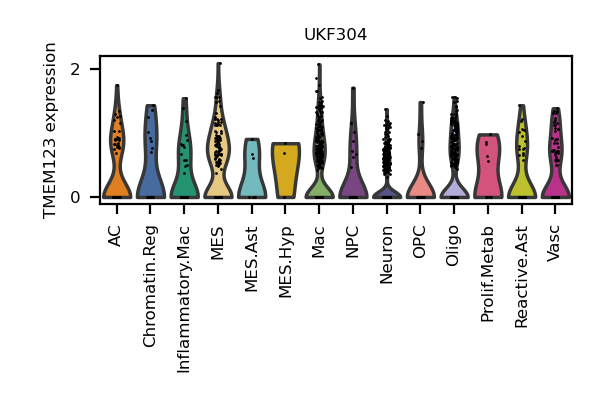 UKF304
TMEM123 expression
2
0
AC
Chromatin.Reg
Inflammatory.Mac
MES
MES.Ast
MES.Hyp
Mac
NPC
Neuron
OPC
Oligo
Prolif.Metab
Reactive.Ast
Vasc